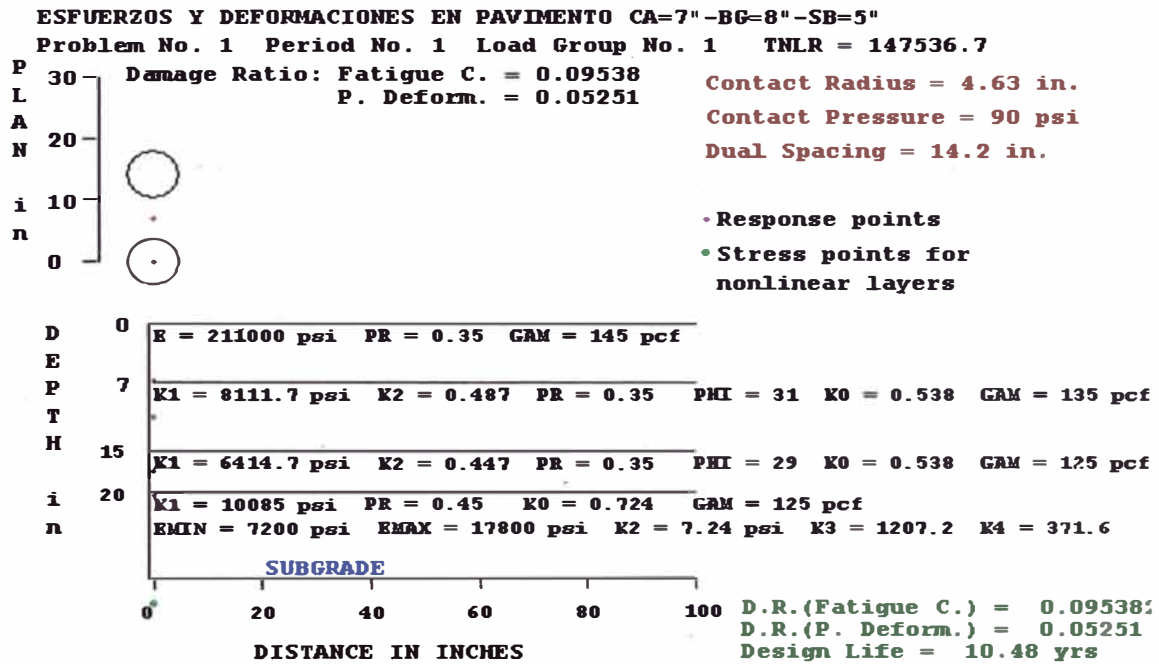 ESFUERZOS Y DEFORMACIONES EN PAVIMENTO CA=7"-BG=8"-SB=5"
Problem No. 1 Period No. 1 Load Group No. 1 TNLR = 147536.7
Damage Ratio: Fatigue C. = 0.09538
P. Deform. = 0.05251
PLAN in
30
20
10
0
Contact Radius = 4.63 in.
Contact Pressure = 90 psi
Dual Spacing = 14.2 in.
Response points
Stress points for
nonlinear layers
DEPTH in
0
E = 211000 psi PR = 0.35 GAM = 145 pcf
7
K1 = 8111.7 psi K2 = 0.487 PR = 0.35 PHI = 31 K0 = 0.538 GAM = 135 pcf
15
K1 = 6414.7 psi K2 = 0.447 PR = 0.35 PHI = 29 K0 = 0.538 GAM = 125 pcf
20
K1 = 10085 psi PR = 0.45 K0 = 0.724 GAM = 125 pcf
EMIN = 7200 psi EMAX = 17800 psi K2 = 7.24 psi K3 = 1207.2 K4 = 371.6
SUBGRADE
0 20 40 60 80 100
DISTANCE IN INCHES
D.R.(Fatigue C.) = 0.09538
D.R.(P. Deform.) = 0.05251
Design Life = 10.48 yrs